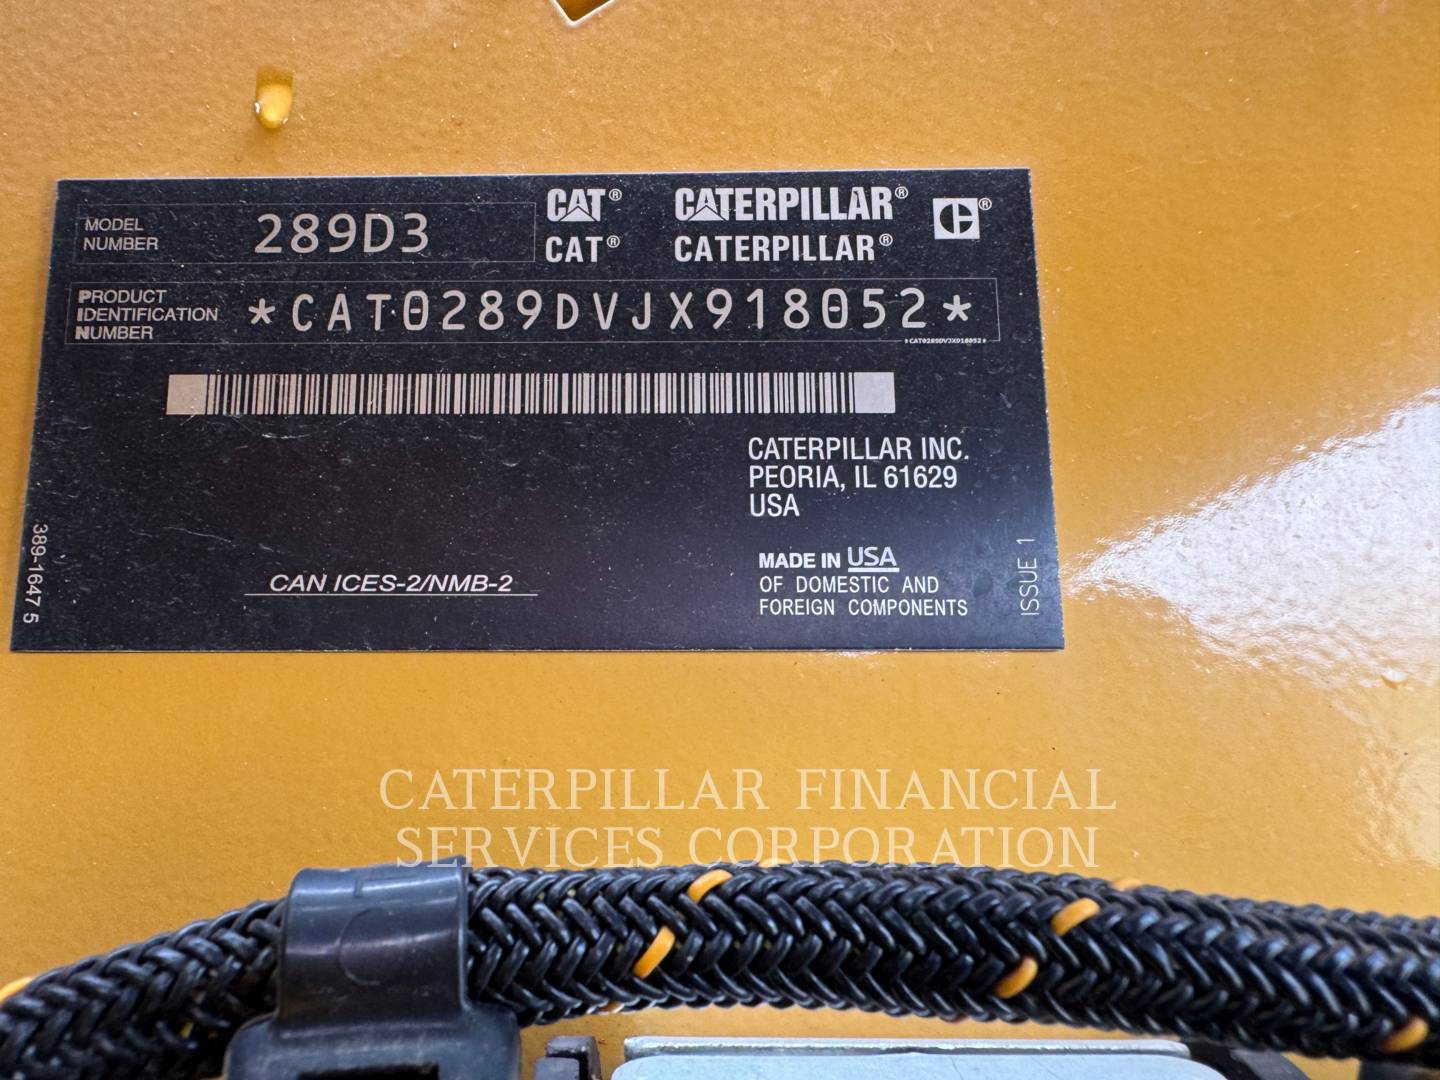 MODEL NUMBER 289D3
CAT® CATERPILLAR®
CAT® CATERPILLAR®
PRODUCT IDENTIFICATION NUMBER *CAT0289DVJX918052*
*CAT0289DVJX918052*
CATERPILLAR INC.
PEORIA, IL 61629
USA
MADE IN USA
OF DOMESTIC AND
FOREIGN COMPONENTS
CAN ICES-2/NMB-2
389-1647 5
ISSUE 1
CATERPILLAR FINANCIAL
SERVICES CORPORATION